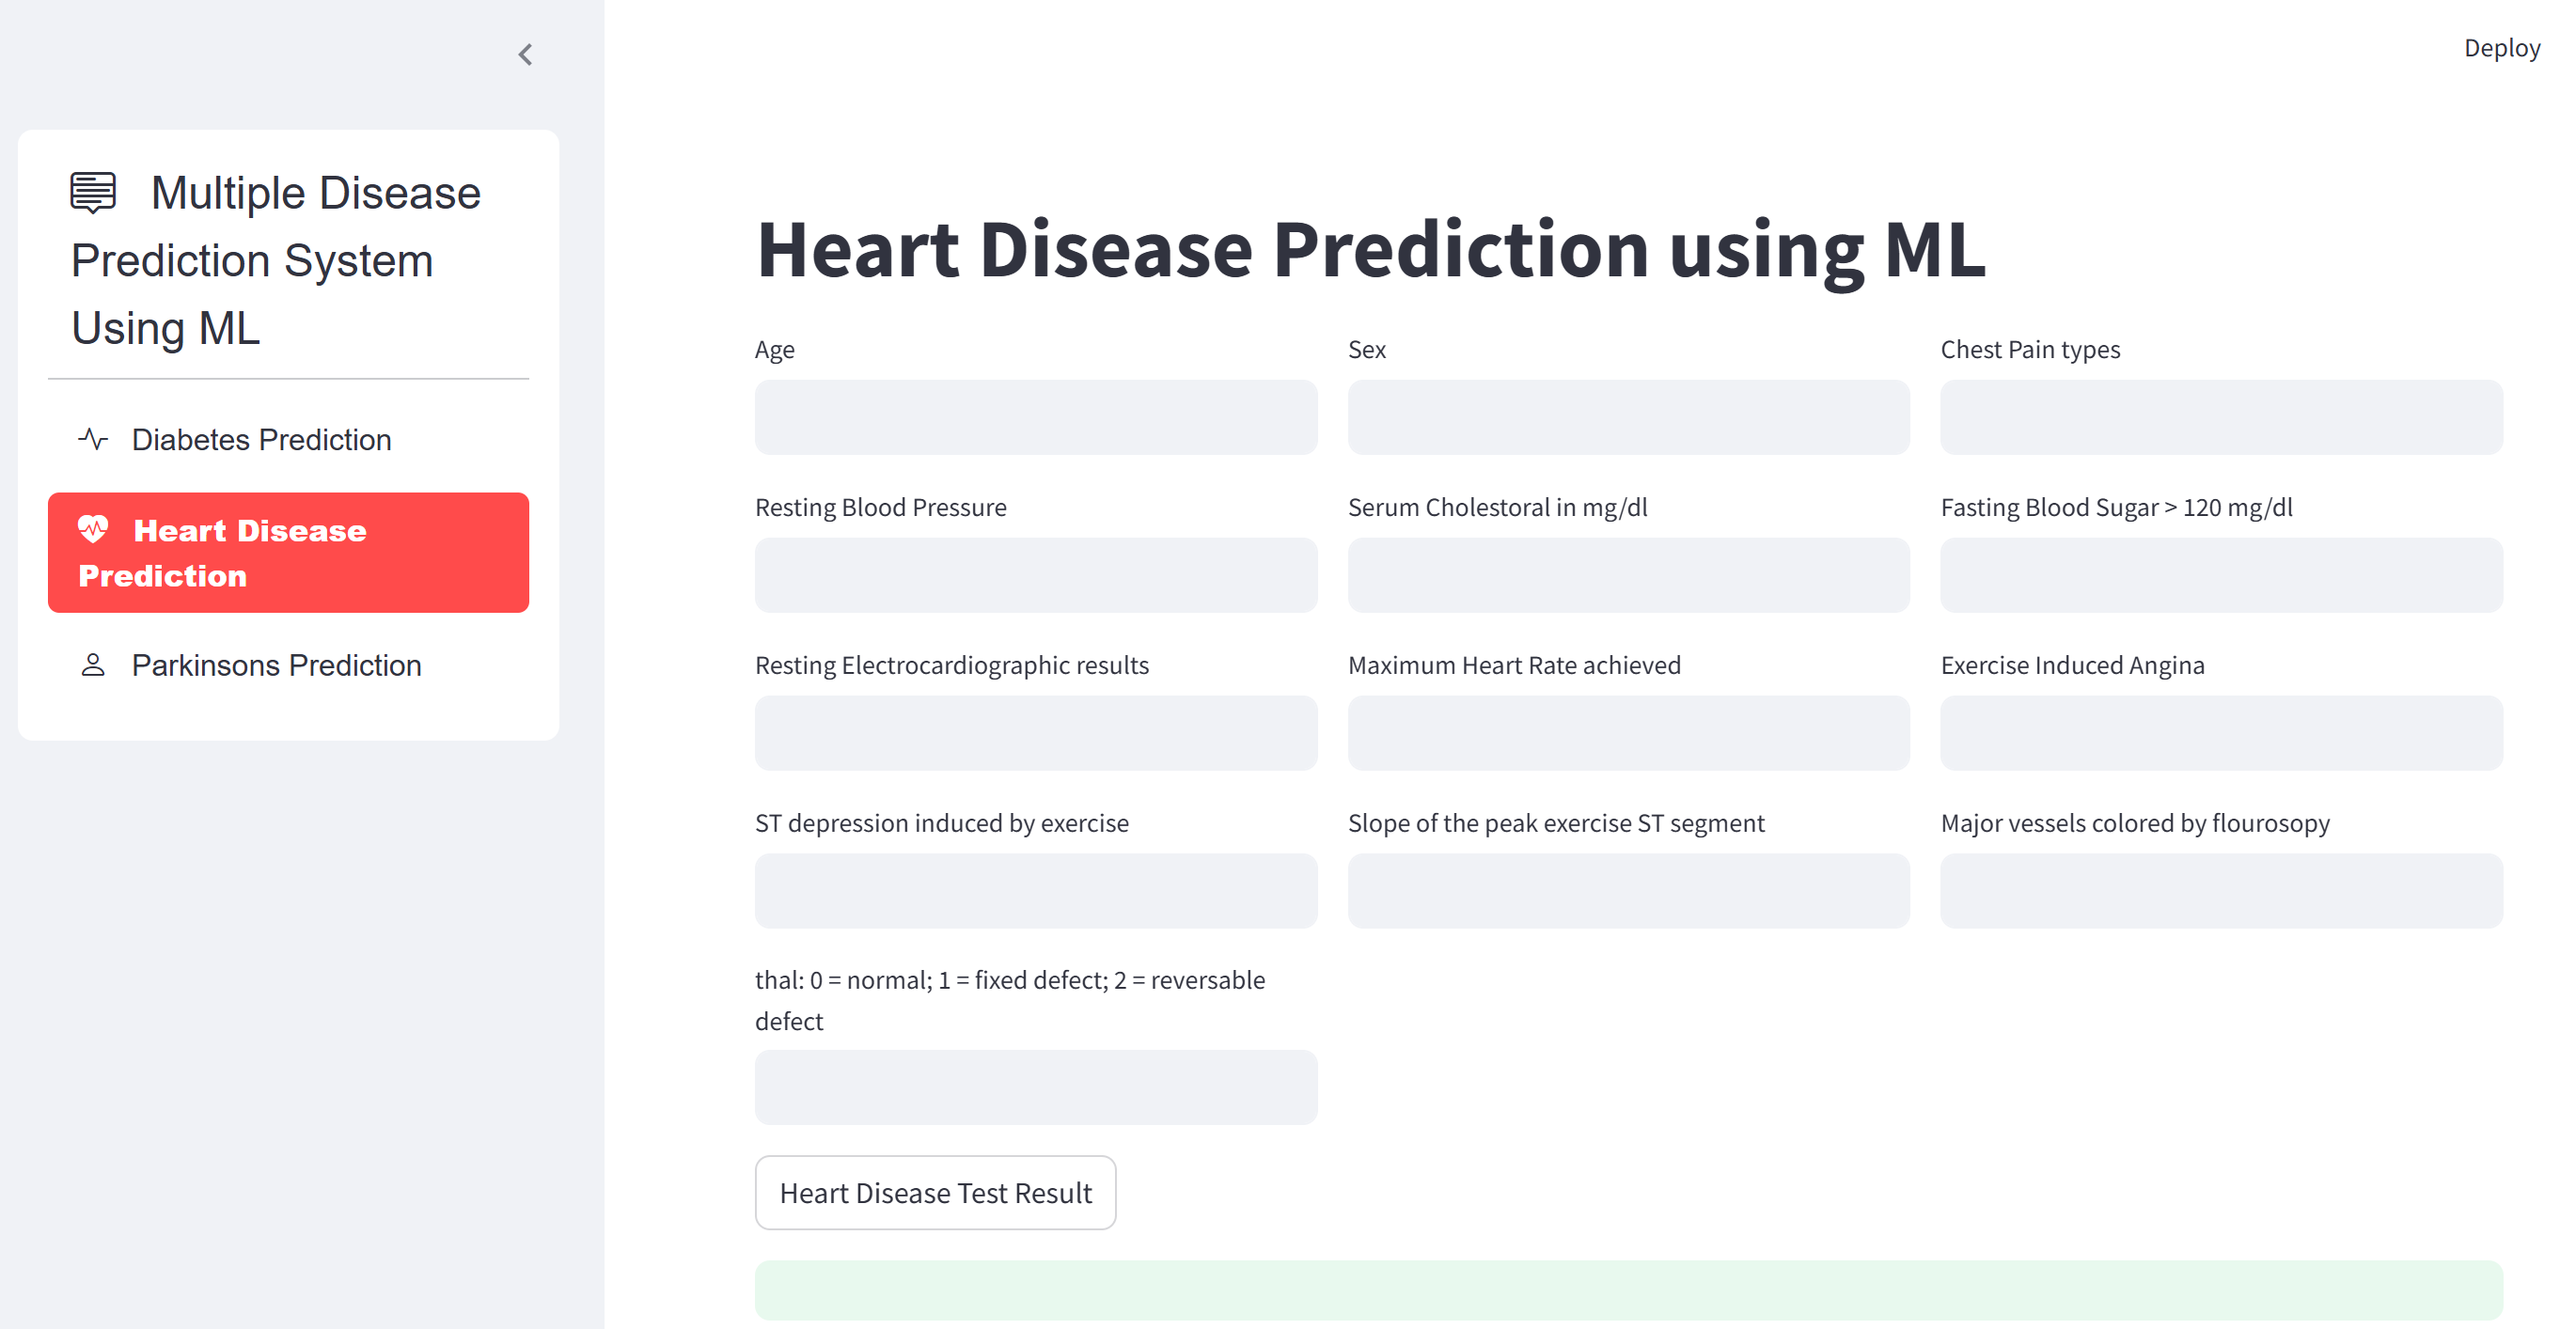 Deploy
Multiple Disease
Prediction System
Using ML
Diabetes Prediction
Heart Disease
Prediction
Parkinsons Prediction
Heart Disease Prediction using ML
Age
Sex
Chest Pain types
Resting Blood Pressure
Serum Cholestoral in mg/dl
Fasting Blood Sugar > 120 mg/dl
Resting Electrocardiographic results
Maximum Heart Rate achieved
Exercise Induced Angina
ST depression induced by exercise
Slope of the peak exercise ST segment
Major vessels colored by flourosopy
thal: 0 = normal; 1 = fixed defect; 2 = reversable
defect
Heart Disease Test Result